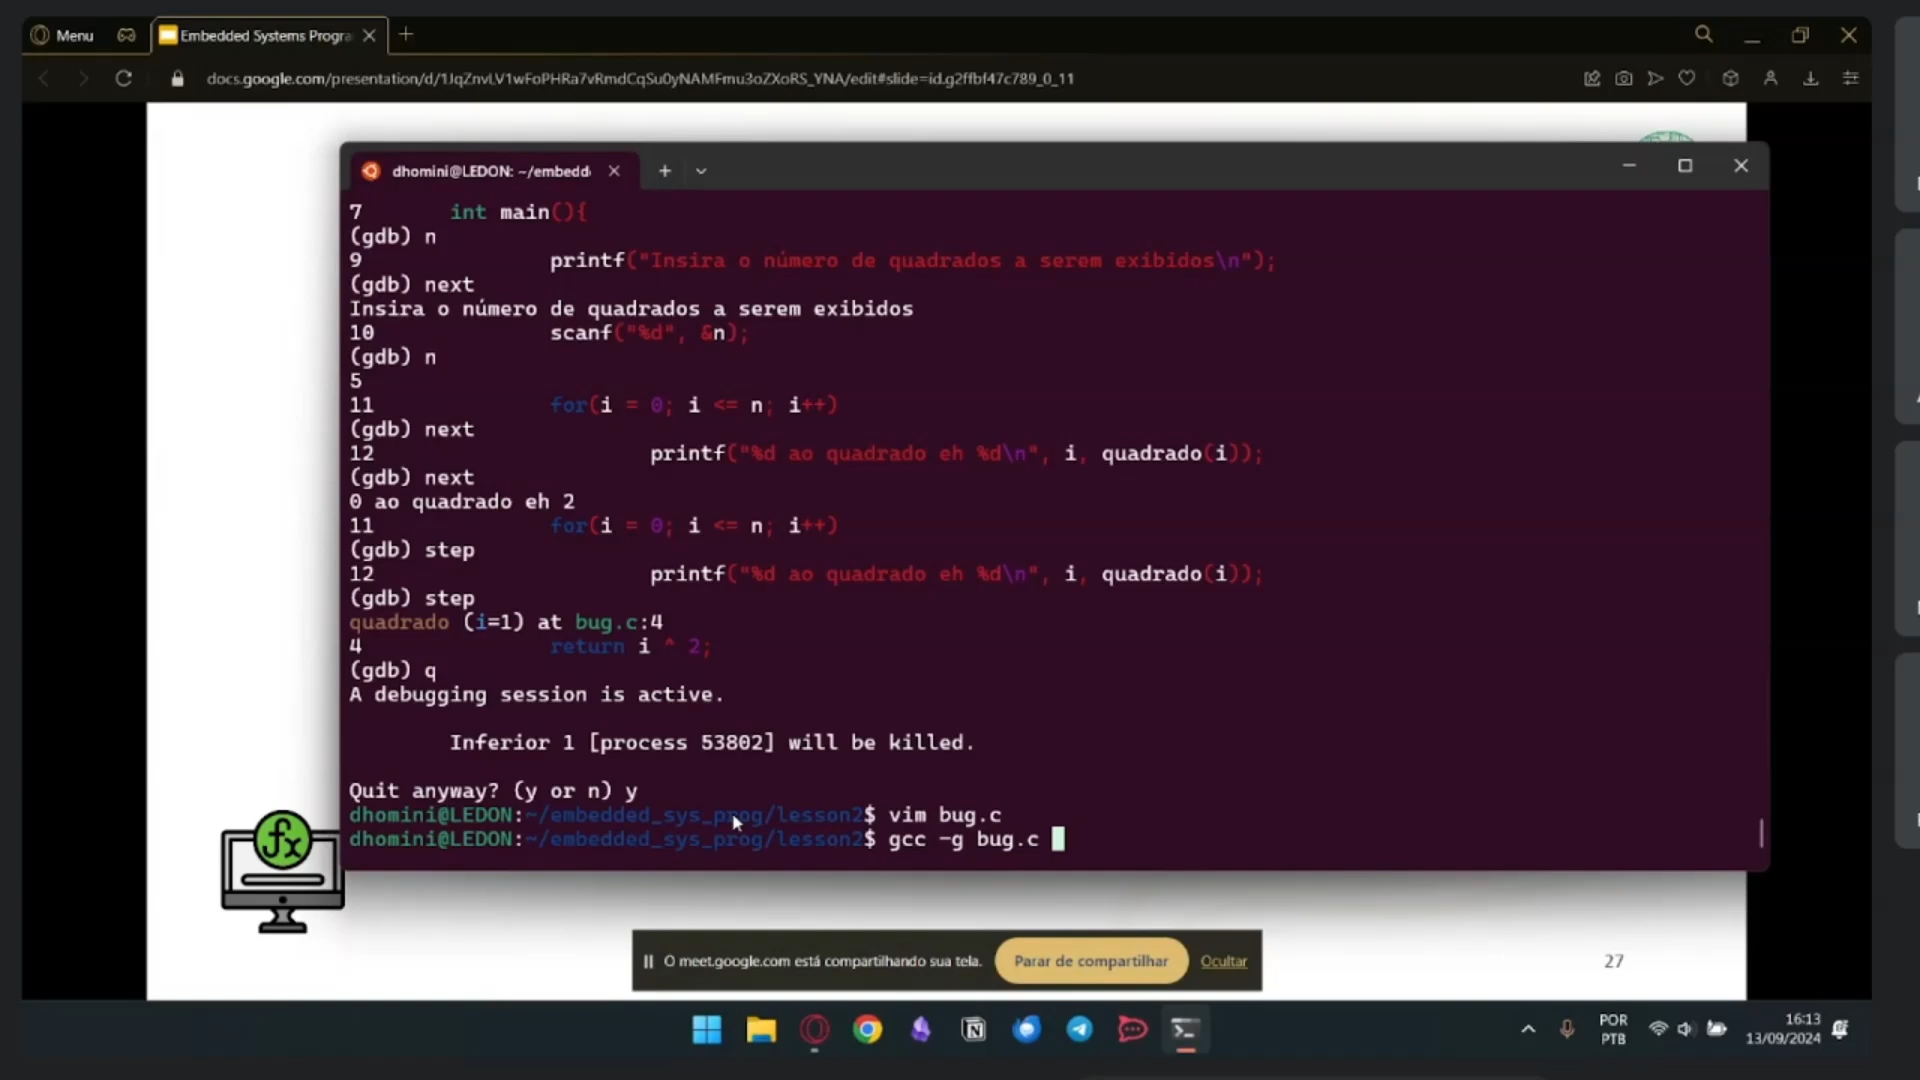 Menu
Embedded Systems Progra
docs.google.com/presentation/d/1JqZnvLV1wFoPHRa7vRmdCqSu0yNAMFmu3oZXoRS_YNA/edit#slide=id.g2ffbf47c789_0_11
dhomini@LEDON: ~/embedd
7 int main(){
(gdb) n
9 printf("Insira o número de quadrados a serem exibidos\n");
(gdb) next
Insira o número de quadrados a serem exibidos
10 scanf("%d", &n);
(gdb) n
5
11 for(i = 0; i <= n; i++)
(gdb) next
12 printf("%d ao quadrado eh %d\n", i, quadrado(i));
(gdb) next
0 ao quadrado eh 2
11 for(i = 0; i <= n; i++)
(gdb) step
12 printf("%d ao quadrado eh %d\n", i, quadrado(i));
(gdb) step
quadrado (i=1) at bug.c:4
4 return i ^ 2;
(gdb) q
A debugging session is active.
Inferior 1 [process 53802] will be killed.
Quit anyway? (y or n) y
dhomini@LEDON:~/embedded_sys_prog/lesson2$ vim bug.c
dhomini@LEDON:~/embedded_sys_prog/lesson2$ gcc -g bug.c
fx
O meet.google.com está compartilhando sua tela.
Parar de compartilhar
Ocultar
27
POR
PTB
16:13
13/09/2024